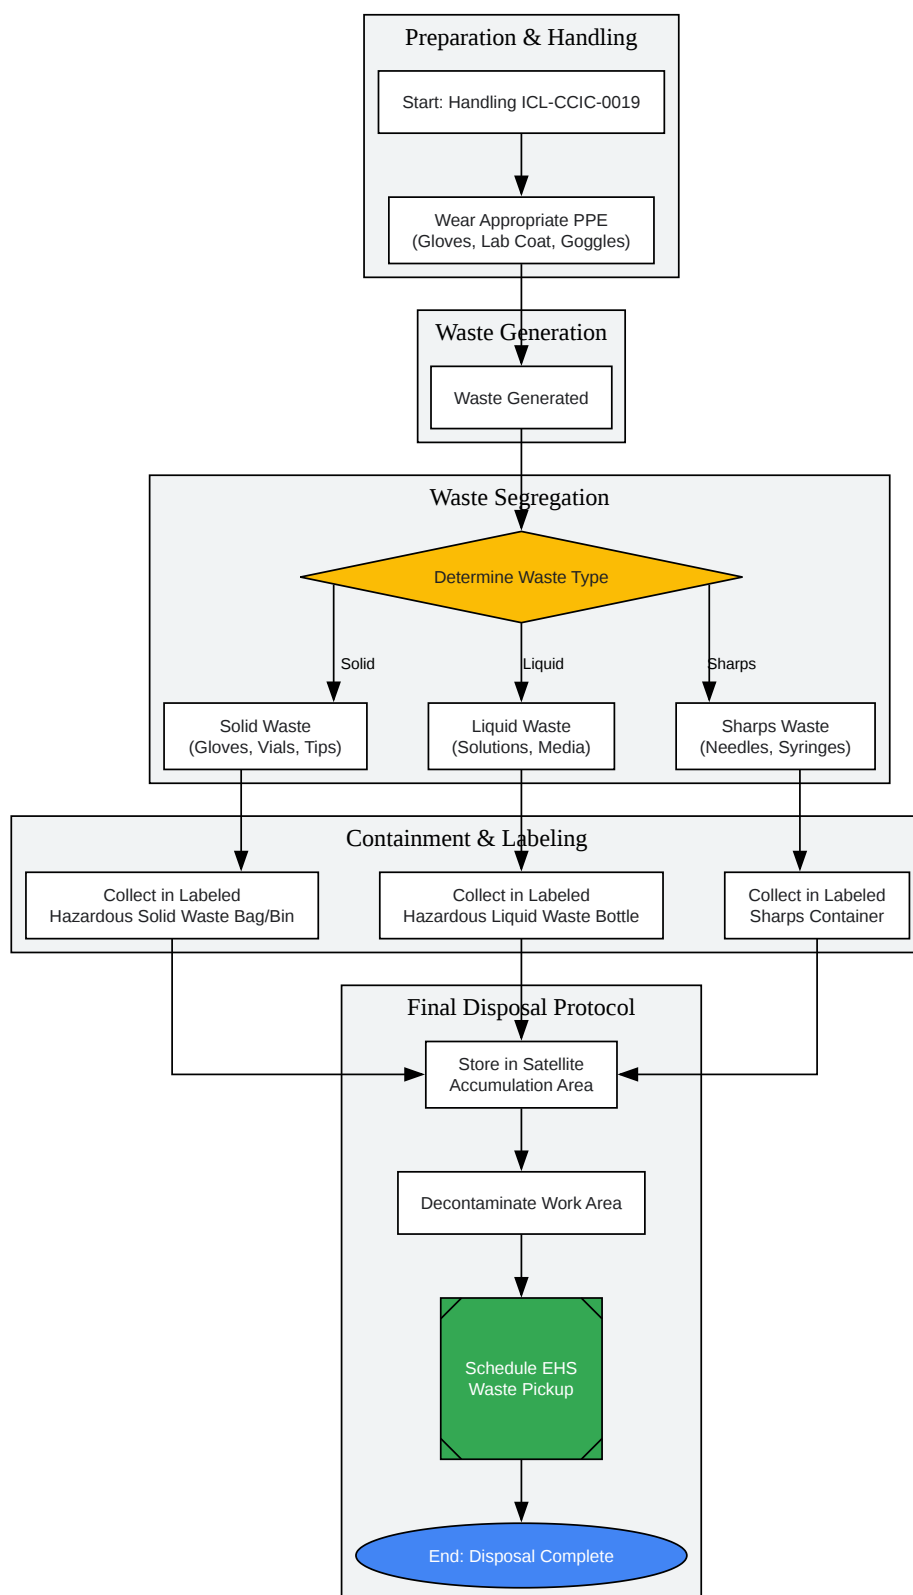 Preparation & Handling
Start: Handling ICL-CCIC-0019
Wear Appropriate PPE
(Gloves, Lab Coat, Goggles)
Waste Generation
Waste Generated
Waste Segregation
Determine Waste Type
Solid
Liquid
Sharps
Solid Waste
(Gloves, Vials, Tips)
Liquid Waste
(Solutions, Media)
Sharps Waste
(Needles, Syringes)
Containment & Labeling
Collect in Labeled
Hazardous Solid Waste Bag/Bin
Collect in Labeled
Hazardous Liquid Waste Bottle
Collect in Labeled
Sharps Container
Final Disposal Protocol
Store in Satellite
Accumulation Area
Decontaminate Work Area
Schedule EHS
Waste Pickup
End: Disposal Complete